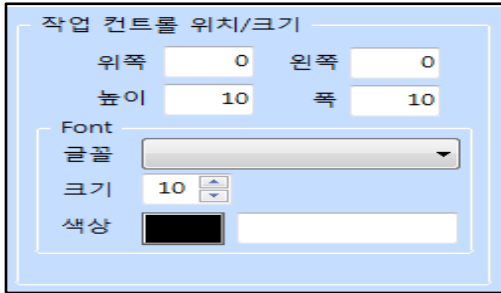 작업 컨트롤 위치/크기
위쪽 0 왼쪽 0
높이 10 폭 10
Font
글꼴
크기 10
색상